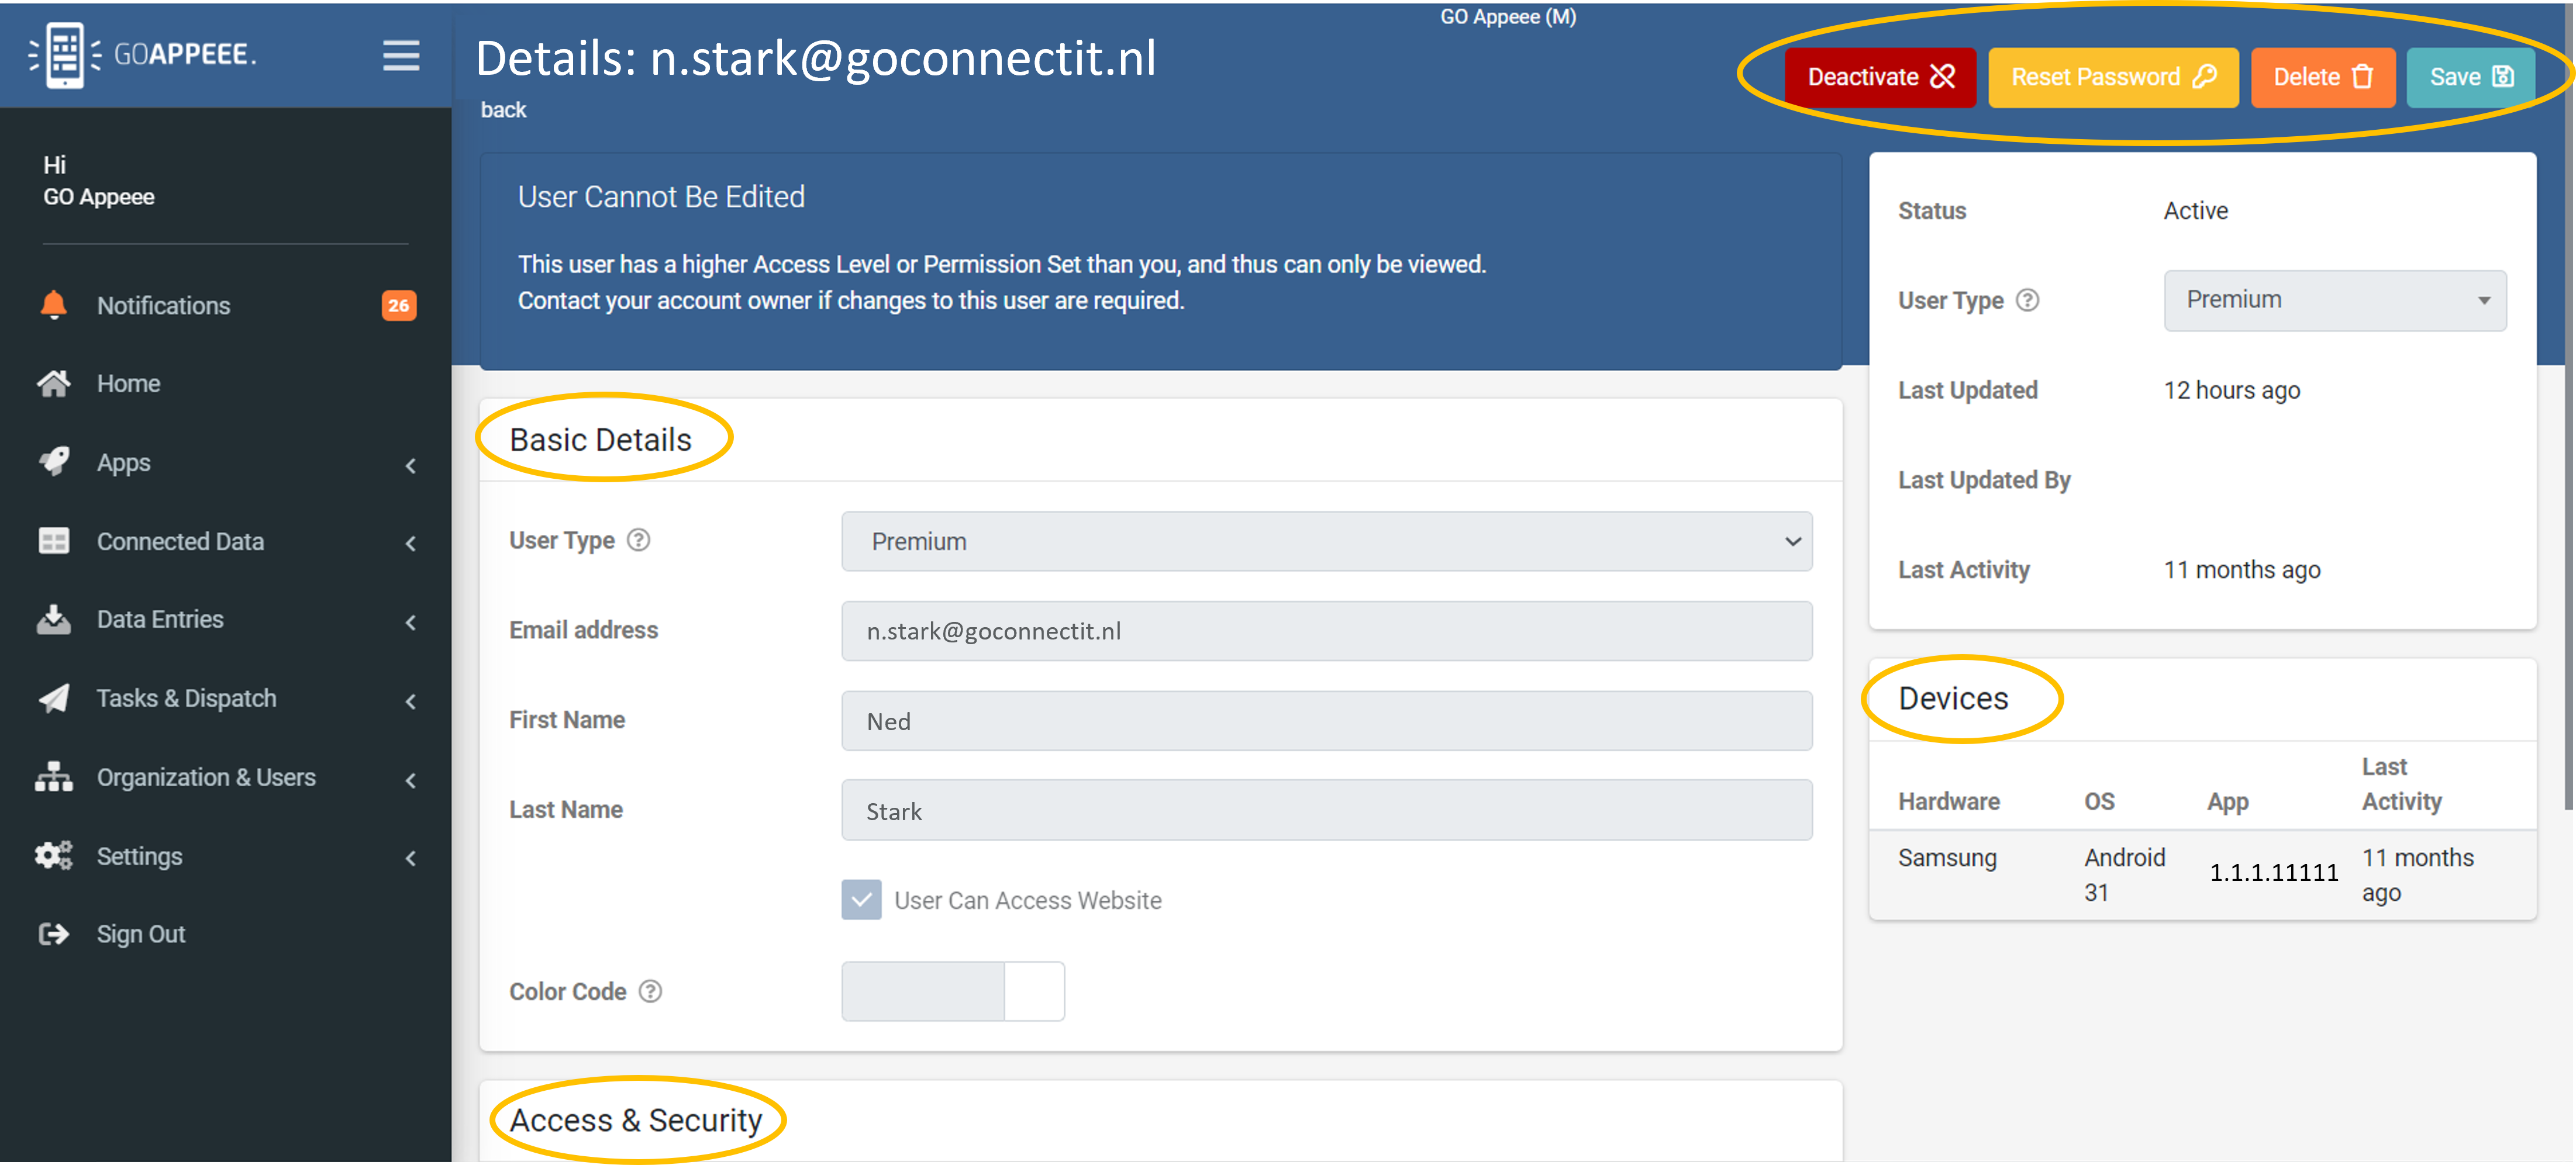 GOAPPEEE.
Hi
GO Appeee
Notifications 26
Home
Apps
Connected Data
Data Entries
Tasks & Dispatch
Organization & Users
Settings
Sign Out
GO Appeee (M)
Details: n.stark@goconnectit.nl
back
Deactivate
Reset Password
Delete
Save
User Cannot Be Edited
This user has a higher Access Level or Permission Set than you, and thus can only be viewed.
Contact your account owner if changes to this user are required.
Basic Details
User Type ? Premium
Email address n.stark@goconnectit.nl
First Name Ned
Last Name Stark
User Can Access Website
Color Code ?
Access & Security
Status Active
User Type ? Premium
Last Updated 12 hours ago
Last Updated By
Last Activity 11 months ago
Devices
Hardware OS App Last Activity
Samsung Android 31 1.1.1.11111 11 months ago